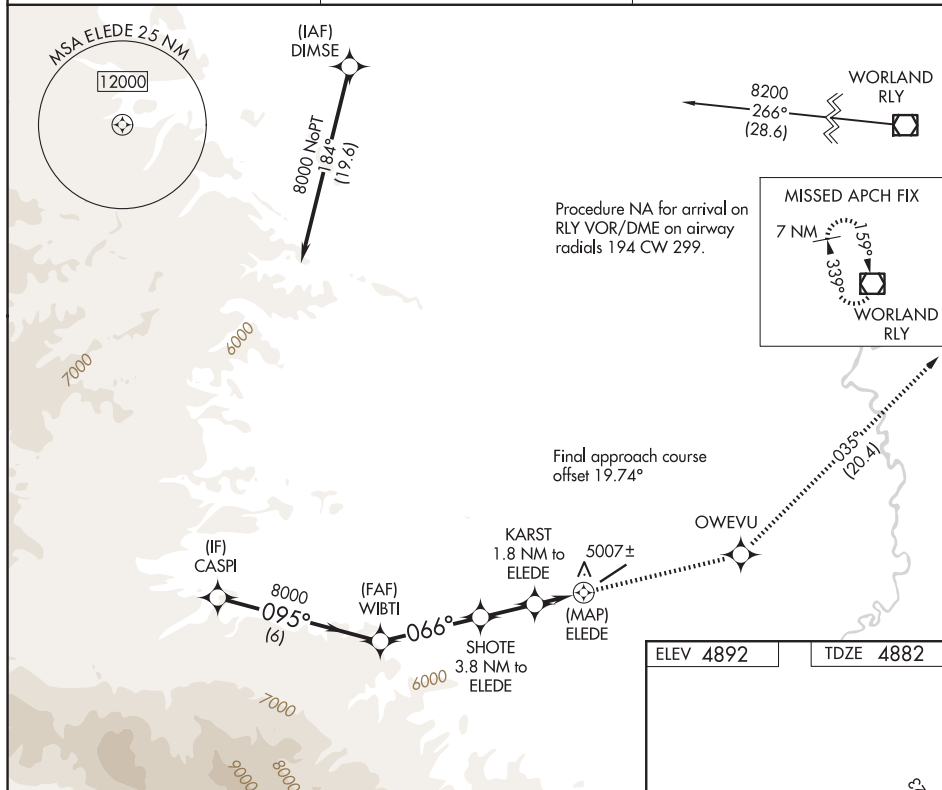 MSA ELEDE 25 NM
12000
(IAF)
DIMSE
8000 NoPT
184°
(19.6)
8200
266°
(28.6)
WORLAND
RLY
Procedure NA for arrival on
RLY VOR/DME on airway
radials 194 CW 299.
MISSED APCH FIX
7 NM
159°
339°
WORLAND
RLY
6000
7000
035°
(20.4)
Final approach course
offset 19.74°
OWEVU
KARST
1.8 NM to
ELEDE
5007±
(IF)
CASPI
8000
095°
(6)
(FAF)
WIBTI
066°
(MAP)
ELEDE
SHOTE
3.8 NM to
ELEDE
6000
7000
9000
8000
ELEV 4892
TDZE 4882